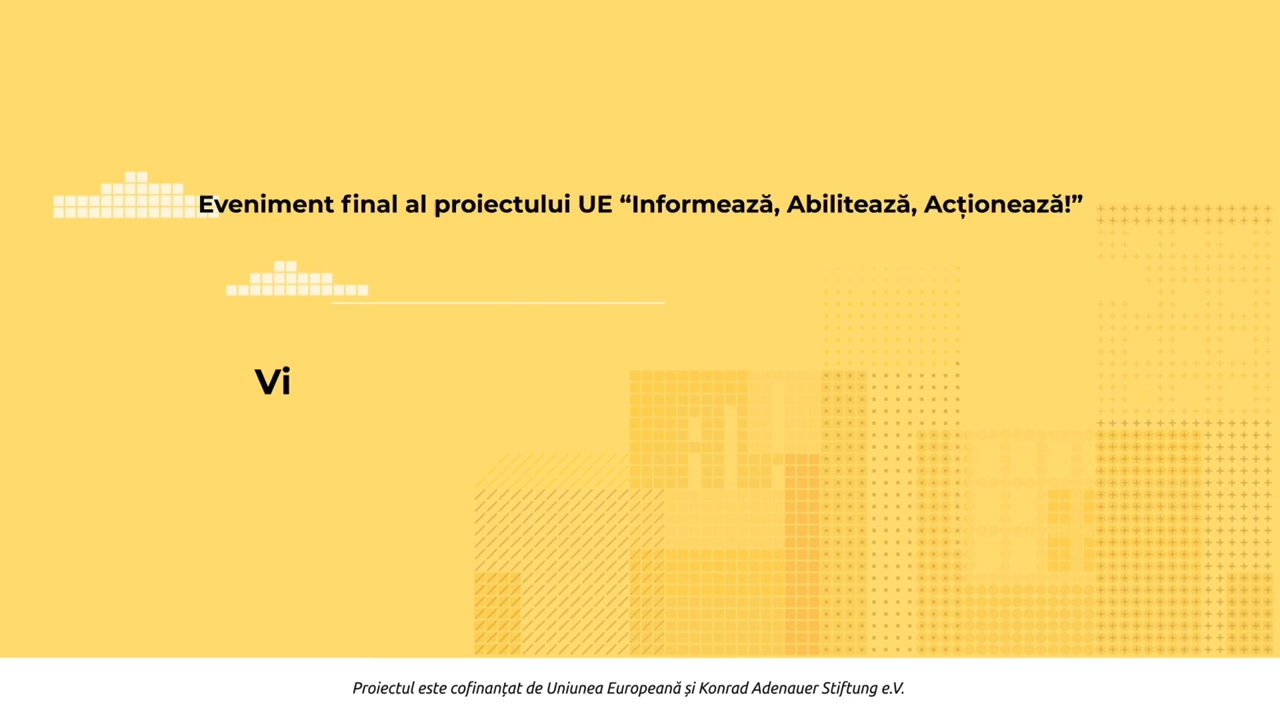 Eveniment final al proiectului UE “Informează, Abilitează, Acționează!”
Vi
Proiectul este cofinanțat de Uniunea Europeană și Konrad Adenauer Stiftung e.V.